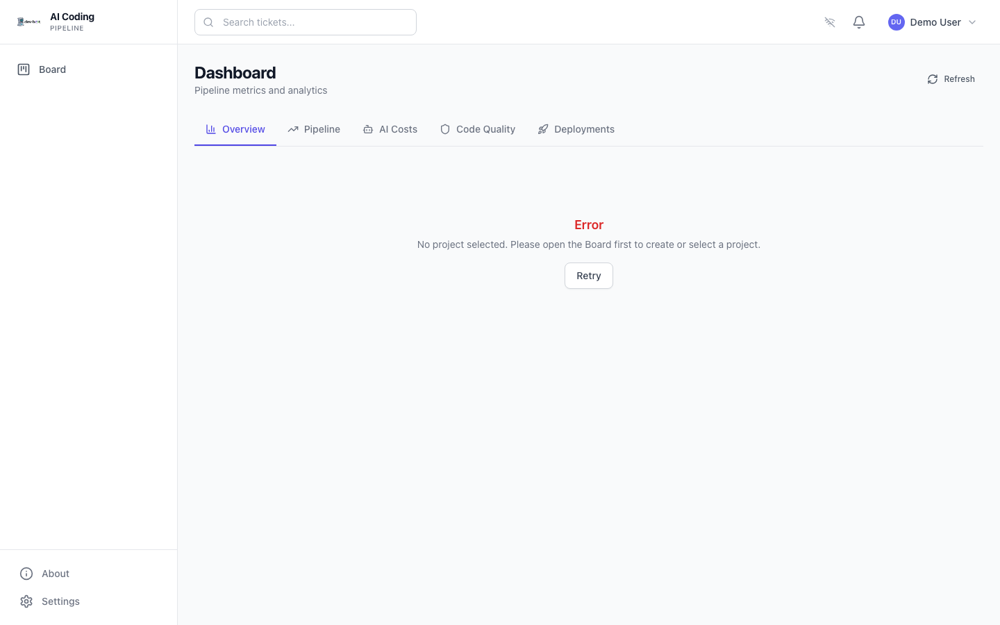 AI Coding
PIPELINE
Search tickets...
DU
Demo User
Board
Dashboard
Pipeline metrics and analytics
Refresh
Overview
Pipeline
AI Costs
Code Quality
Deployments
Error
No project selected. Please open the Board first to create or select a project.
Retry
About
Settings